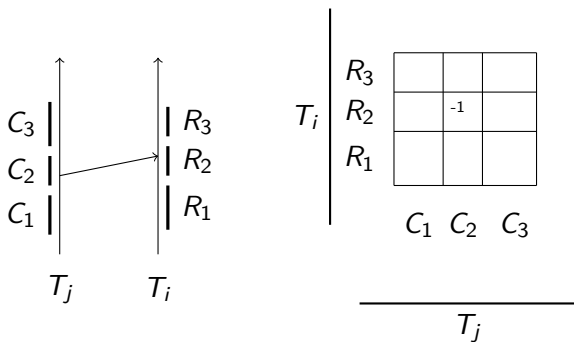 C₃
C₂
C₁
R₃
R₂
R₁
Tⱼ
Tᵢ
Tᵢ
R₃
R₂
R₁
-1
C₁ C₂ C₃
Tⱼ